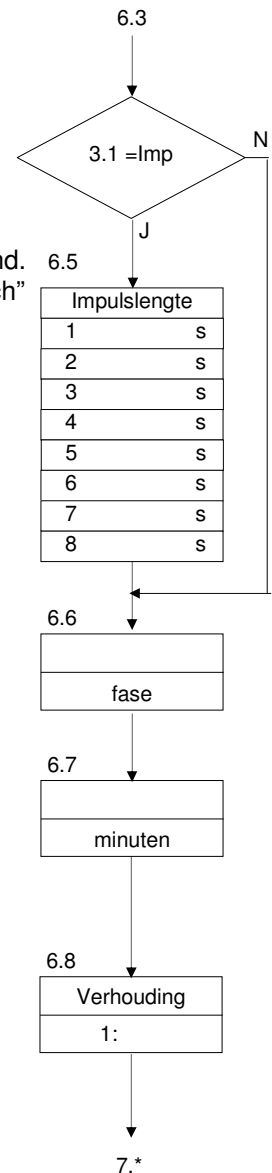 6.3
3.1 =Imp
N
J
nd.
ch"
6.5
Impulslengte
1 s
2 s
3 s
4 s
5 s
6 s
7 s
8 s
6.6
fase
6.7
minuten
6.8
Verhouding
1:
7.*